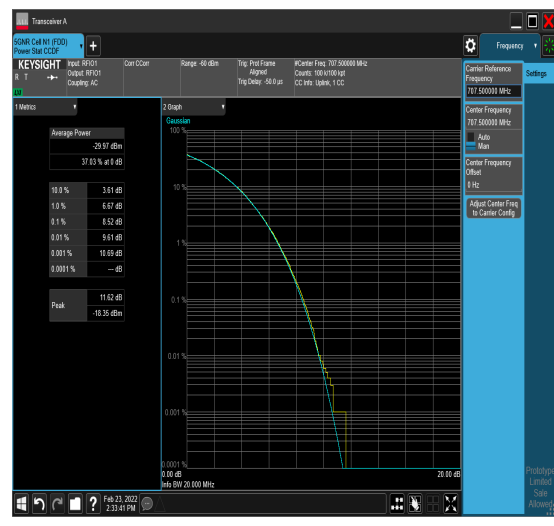 Transceiver A
5GNR Cell N1 (FDD)
Power Stat CCDF
Frequency
KEYSIGHT
R T
Input: RFIO1
Output: RFIO1
Coupling: AC
Corr CCorr
Range: -60 dBm
Trig: Prot Frame
Aligned
Trig Delay: -50.0 µs
#Center Freq: 707.500000 MHz
Counts: 100 k/100 kpt
CC Info: Uplink, 1 CC
LXI
1 Metrics
Average Power
-29.97 dBm
37.03 % at 0 dB
10.0 % 3.61 dB
1.0 % 6.67 dB
0.1 % 8.52 dB
0.01 % 9.61 dB
0.001 % 10.69 dB
0.0001 % --- dB
Peak
11.62 dB
-18.35 dBm
2 Graph
Gaussian
100 %
10 %
1 %
0.1 %
0.01 %
0.001 %
0.0001 %
0.00 dB
20.00 dB
Info BW 20.000 MHz
Carrier Reference
Frequency
707.500000 MHz
Settings
Center Frequency
707.500000 MHz
Auto
Man
Center Frequency
Offset
0 Hz
Adjust Center Freq
to Carrier Config
Prototype
Limited
Sale
Allowed
Feb 23, 2022
2:33:41 PM